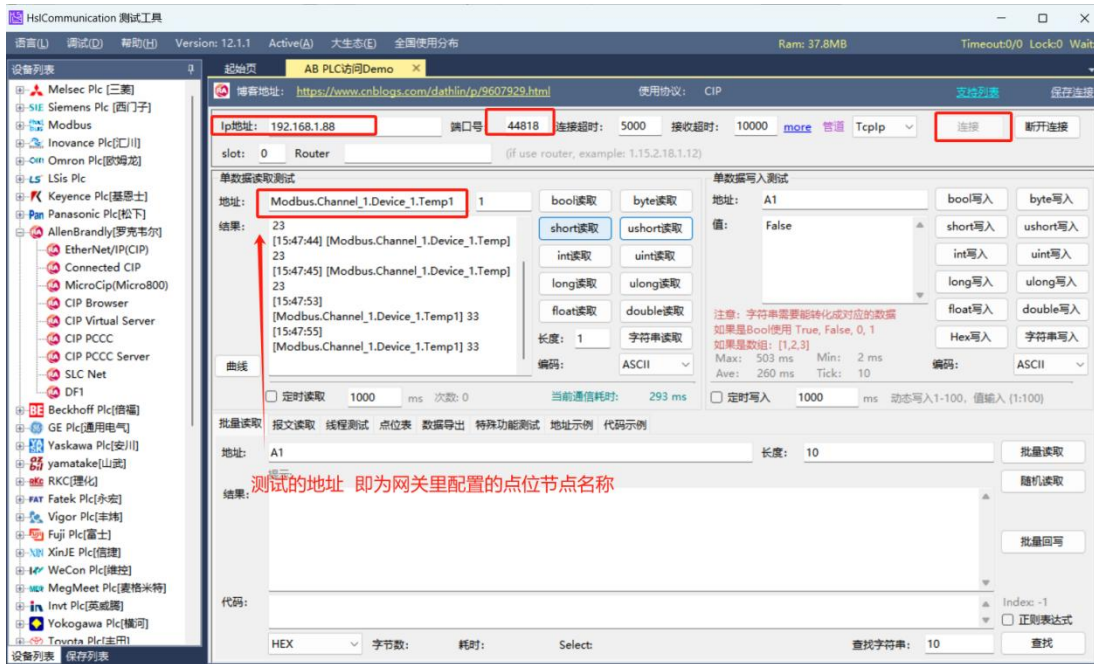 HslCommunication 测试工具
语言(L) 调试(D) 帮助(H) Version: 12.1.1 Active(A) 大生态(E) 全国使用分布 Ram: 37.8MB Timeout:0/0 Lock:0 Wait
设备列表 起始页 AB PLC访问Demo
Melsec Plc [三菱]
Siemens Plc [西门子]
Modbus
Inovance Plc[汇川]
Omron Plc[欧姆龙]
LSis Plc
Keyence Plc[基恩士]
Panasonic Plc[松下]
AllenBrandly[罗克韦尔]
EtherNet/IP(CIP)
Connected CIP
MicroCip(Micro800)
CIP Browser
CIP Virtual Server
CIP PCCC
CIP PCCC Server
SLC Net
DF1
Beckhoff Plc[倍福]
GE Plc[通用电气]
Yaskawa Plc[安川]
yamatake[山武]
RKC[理化]
Fatek Plc[永宏]
Vigor Plc[丰炜]
Fuji Plc[富士]
XinJE Plc[信捷]
WeCon Plc[维控]
MegMeet Plc[麦格米特]
Invt Plc[英威腾]
Yokogawa Plc[横河]
Toyota Plc[丰田]
设备列表 保存列表
博客地址: https://www.cnblogs.com/dathlin/p/9607929.html 使用协议: CIP 支持列表 保存连接
Ip地址: 192.168.1.88 端口号 44818 连接超时: 5000 接收超时: 10000 more 管道 TcpIp 连接 断开连接
slot: 0 Router (if use router, example: 1.15.2.18.1.12)
单数据读取测试
地址: Modbus.Channel_1.Device_1.Temp1 1 bool读取 byte读取
结果: 23 short读取 ushort读取
[15:47:44] [Modbus.Channel_1.Device_1.Temp]
23 int读取 uint读取
[15:47:45] [Modbus.Channel_1.Device_1.Temp]
23 long读取 ulong读取
[15:47:53]
[Modbus.Channel_1.Device_1.Temp1] 33 float读取 double读取
[15:47:55]
[Modbus.Channel_1.Device_1.Temp1] 33 长度: 1 字符串读取
曲线 编码: ASCII
定时读取 1000 ms 次数: 0 当前通信耗时: 293 ms
单数据写入测试
地址: A1 bool写入 byte写入
值: False short写入 ushort写入
int写入 uint写入
long写入 ulong写入
注意: 字符串需要能转化成对应的数据 float写入 double写入
如果是Bool使用 True, False, 0, 1
如果是数组: [1,2,3] Hex写入 字符串写入
Max: 503 ms Min: 2 ms
Ave: 260 ms Tick: 10 编码: ASCII
定时写入 1000 ms 动态写入1-100, 值输入 {1:100}
批量读取 报文读取 线程测试 点位表 数据导出 特殊功能测试 地址示例 代码示例
地址: A1 长度: 10 批量读取
测试的地址 即为网关里配置的点位节点名称
随机读取
结果:
批量回写
代码: Index: -1
正则表达式
HEX 字节数: 耗时: Select: 查找字符串: 10 查找